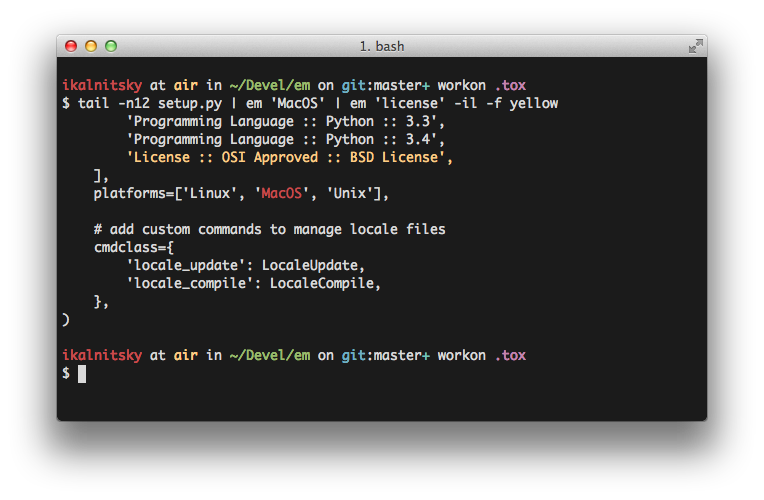 1. bash
ikalnitsky at air in ~/Devel/em on git:master+ workon .tox
$ tail -n12 setup.py | em 'MacOS' | em 'license' -il -f yellow
        'Programming Language :: Python :: 3.3',
        'Programming Language :: Python :: 3.4',
        'License :: OSI Approved :: BSD License',
    ],
    platforms=['Linux', 'MacOS', 'Unix'],

    # add custom commands to manage locale files
    cmdclass={
        'locale_update': LocaleUpdate,
        'locale_compile': LocaleCompile,
    },
)

ikalnitsky at air in ~/Devel/em on git:master+ workon .tox
$